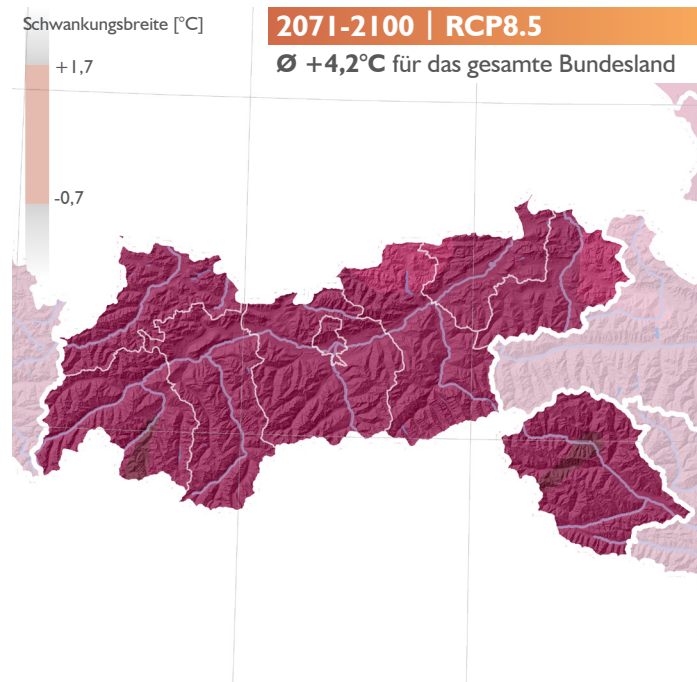 Schwankungsbreite [°C]
+1,7
-0,7
2071-2100 | RCP8.5
Ø +4,2°C für das gesamte Bundesland